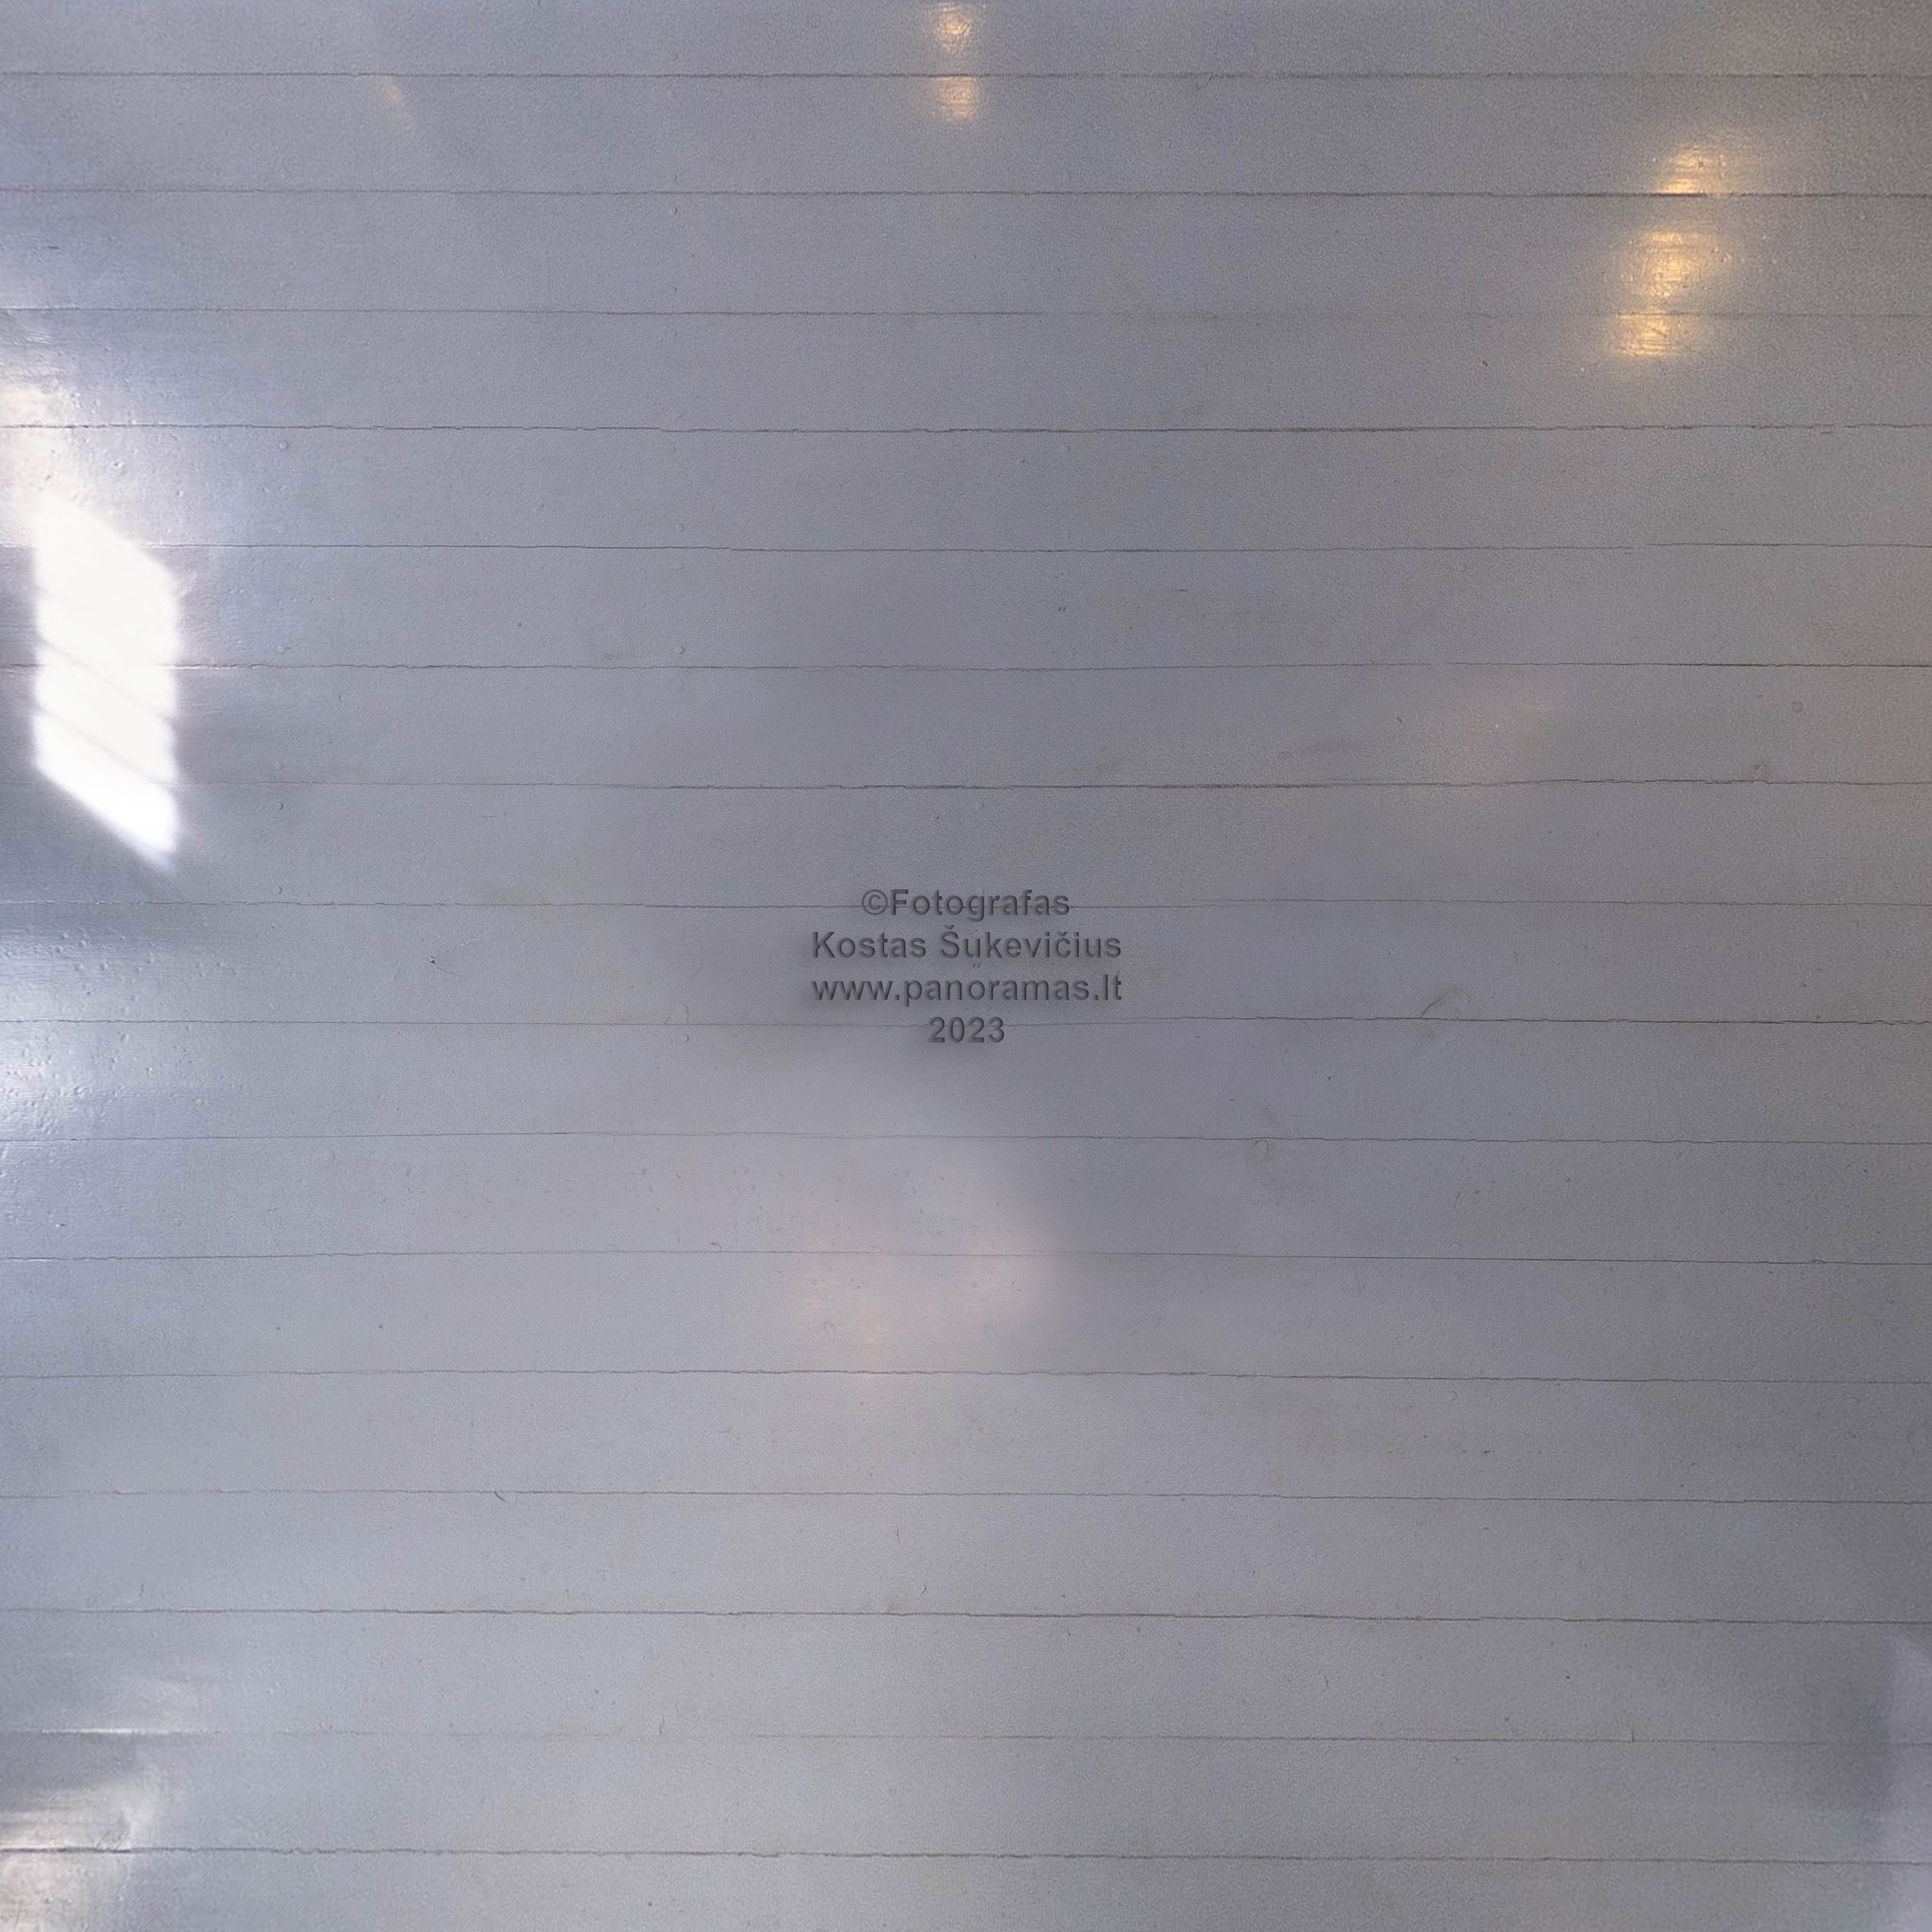 ©Fotografas
Kostas Šukevičius
www.panoramas.lt
2023